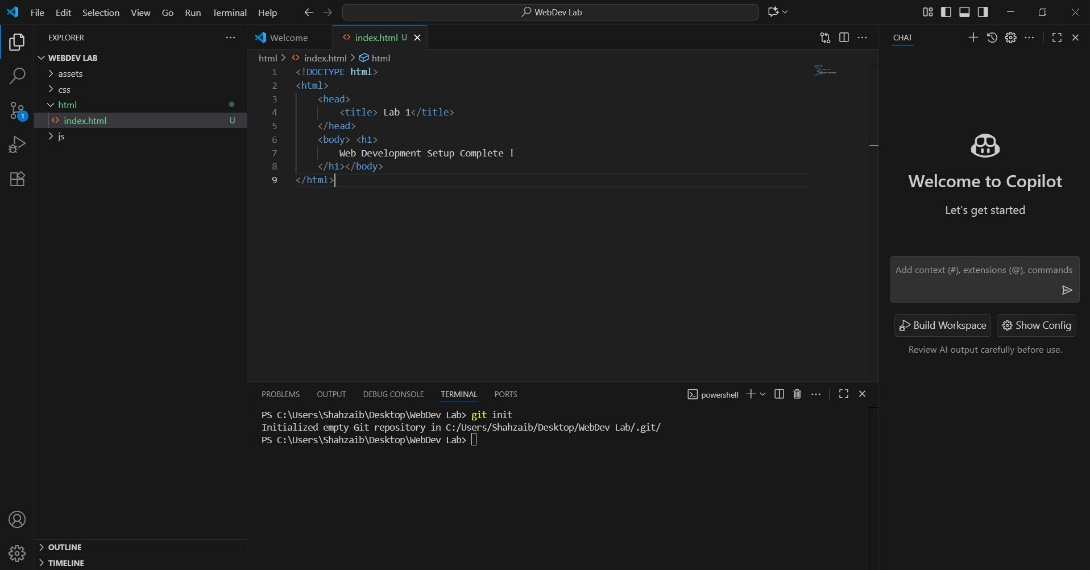 File Edit Selection View Go Run Terminal Help
WebDev Lab
EXPLORER
WEBDEV LAB
assets
css
html
index.html U
js
1
OUTLINE
TIMELINE
Welcome
index.html U
html > index.html > html
1 <!DOCTYPE html>
2 <html>
3 <head>
4 <title> Lab 1</title>
5 </head>
6 <body> <h1>
7 Web Development Setup Complete !
8 </h1></body>
9 </html>
PROBLEMS OUTPUT DEBUG CONSOLE TERMINAL PORTS
powershell
PS C:\Users\Shahzaib\Desktop\WebDev Lab> git init
Initialized empty Git repository in C:/Users/Shahzaib/Desktop/WebDev Lab/.git/
PS C:\Users\Shahzaib\Desktop\WebDev Lab>
CHAT
Welcome to Copilot
Let's get started
Add context (#), extensions (@), commands
Build Workspace
Show Config
Review AI output carefully before use.